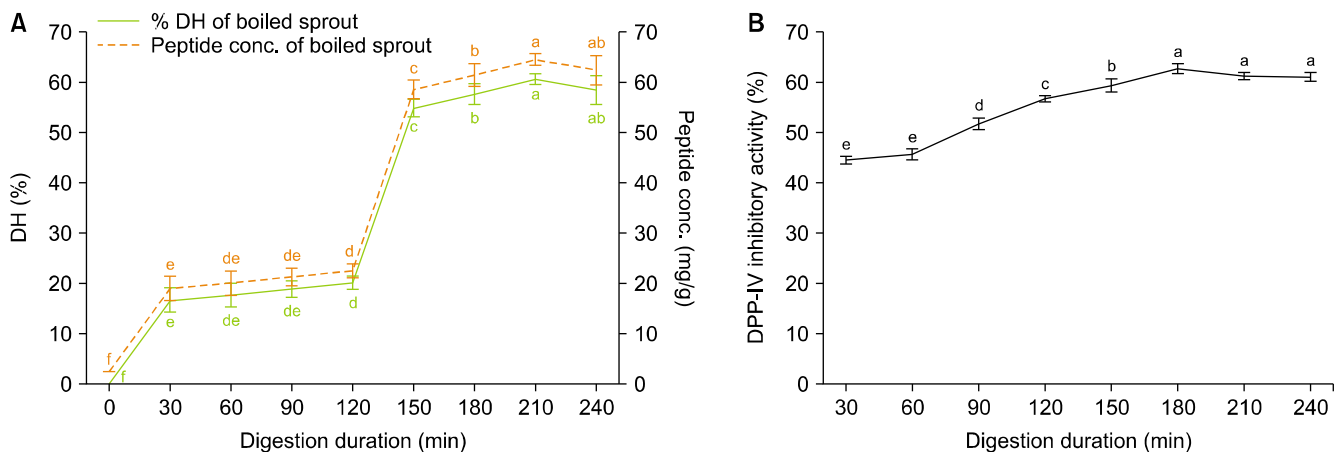 A
% DH of boiled sprout
Peptide conc. of boiled sprout
DH (%)
70
60
50
40
30
20
10
0
f
e
de
de
d
c
b
a
ab
f
e
de
de
d
c
b
a
ab
70
60
50
40
30
20
10
0
Peptide conc. (mg/g)
0 30 60 90 120 150 180 210 240
Digestion duration (min)
B
DPP-IV inhibitory activity (%)
70
60
50
40
30
20
10
0
e e d c b a a a
30 60 90 120 150 180 210 240
Digestion duration (min)